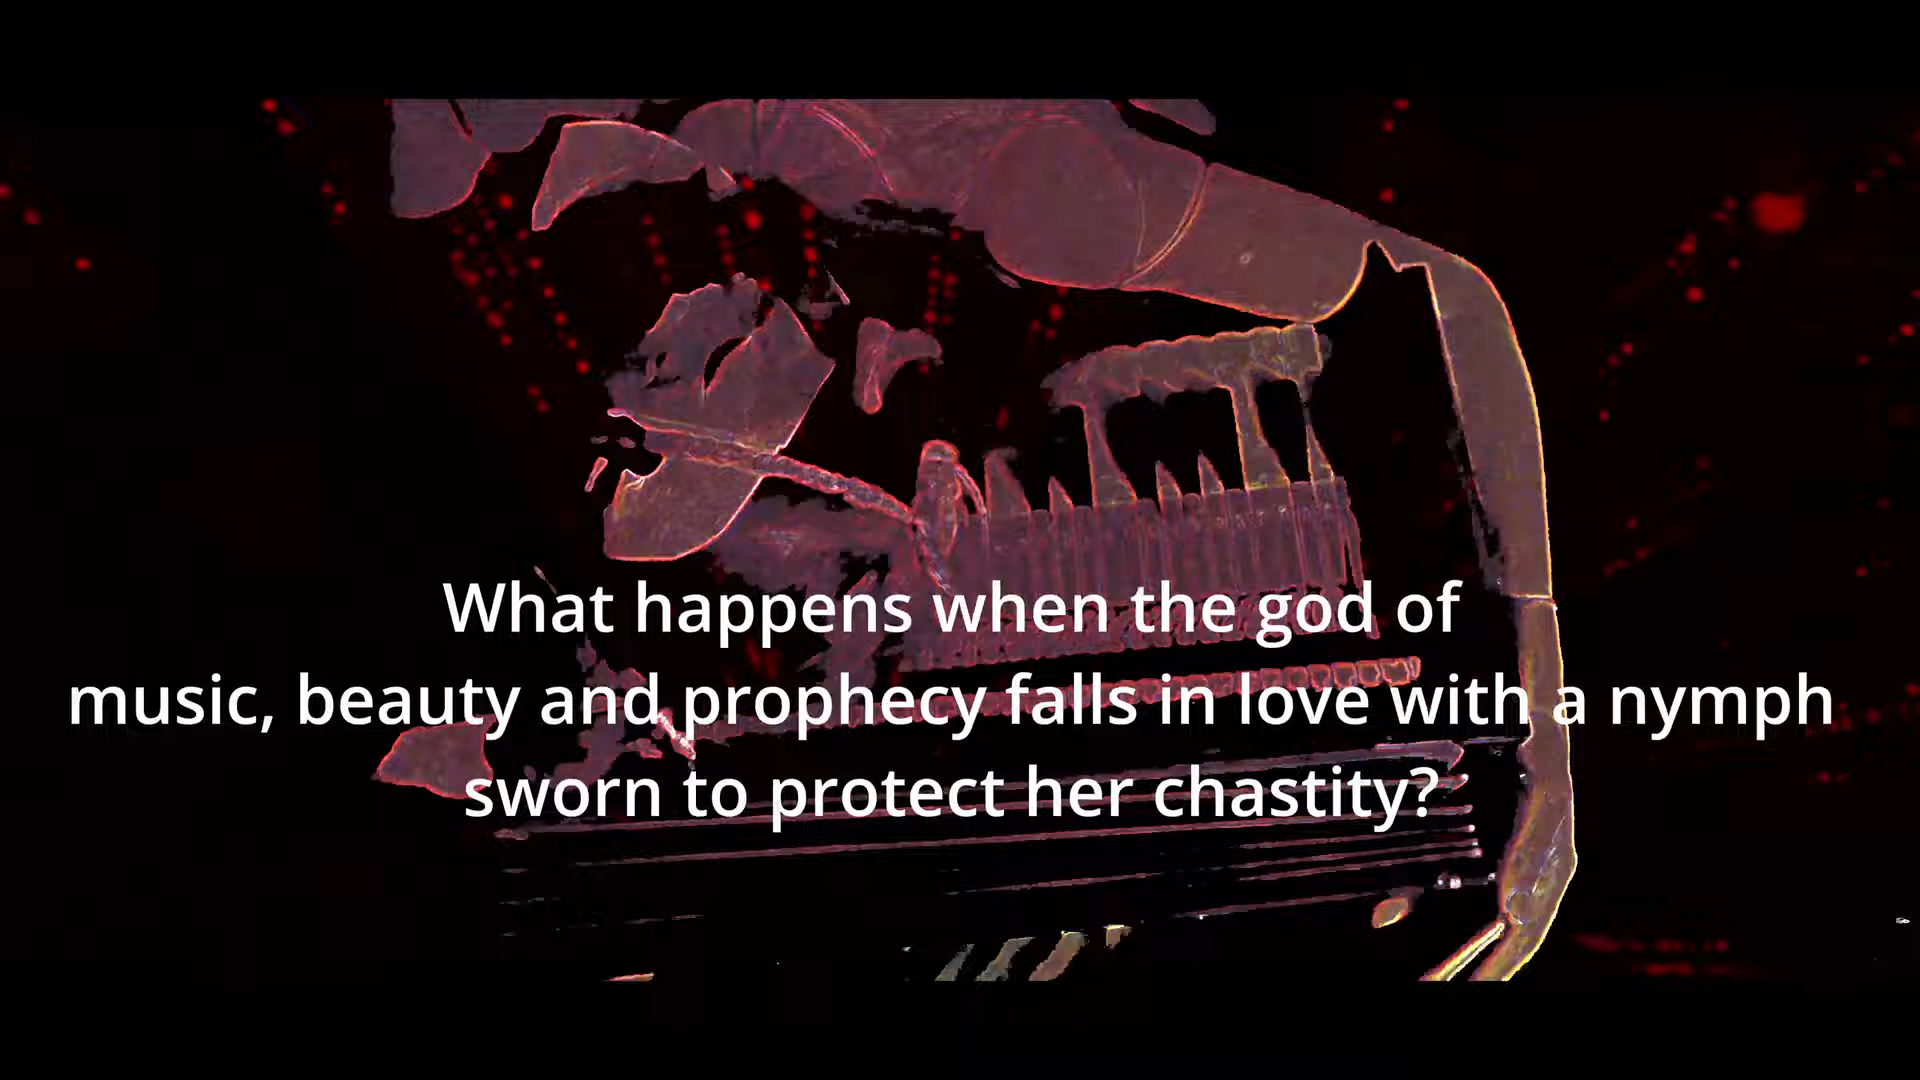 What happens when the god of
music, beauty and prophecy falls in love with a nymph
sworn to protect her chastity?